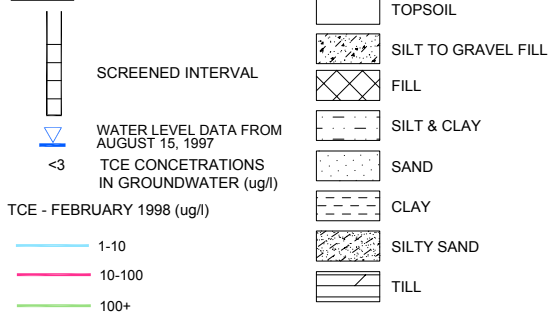 SCREENED INTERVAL
WATER LEVEL DATA FROM
AUGUST 15, 1997
<3 TCE CONCETRATIONS
IN GROUNDWATER (ug/l)
TCE - FEBRUARY 1998 (ug/l)
1-10
10-100
100+
TOPSOIL
SILT TO GRAVEL FILL
FILL
SILT & CLAY
SAND
CLAY
SILTY SAND
TILL